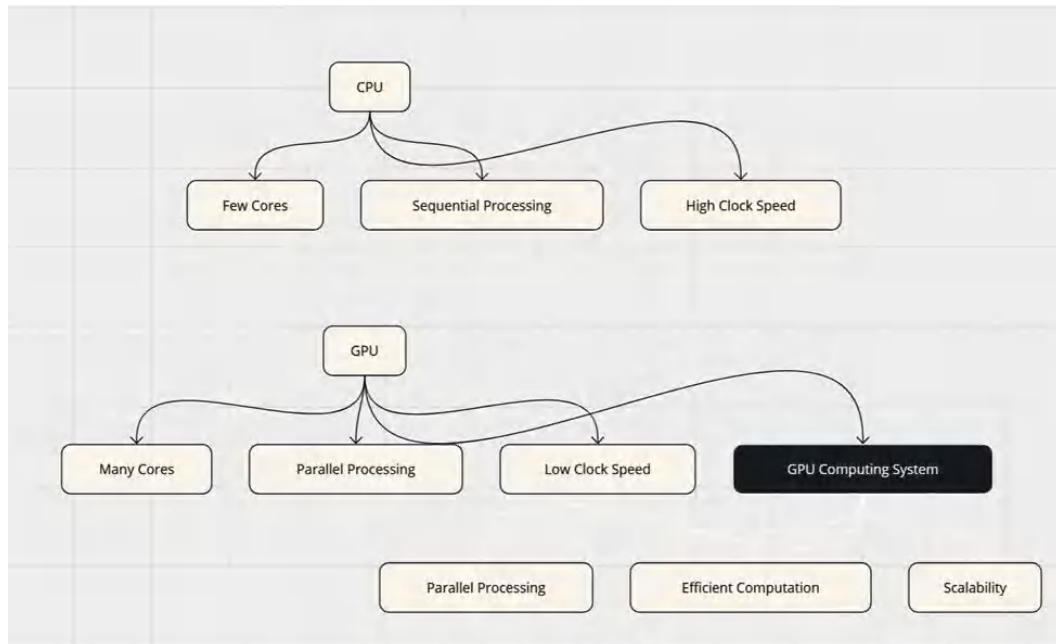 CPU
Few Cores
Sequential Processing
High Clock Speed
GPU
Many Cores
Parallel Processing
Low Clock Speed
GPU Computing System
Parallel Processing
Efficient Computation
Scalability